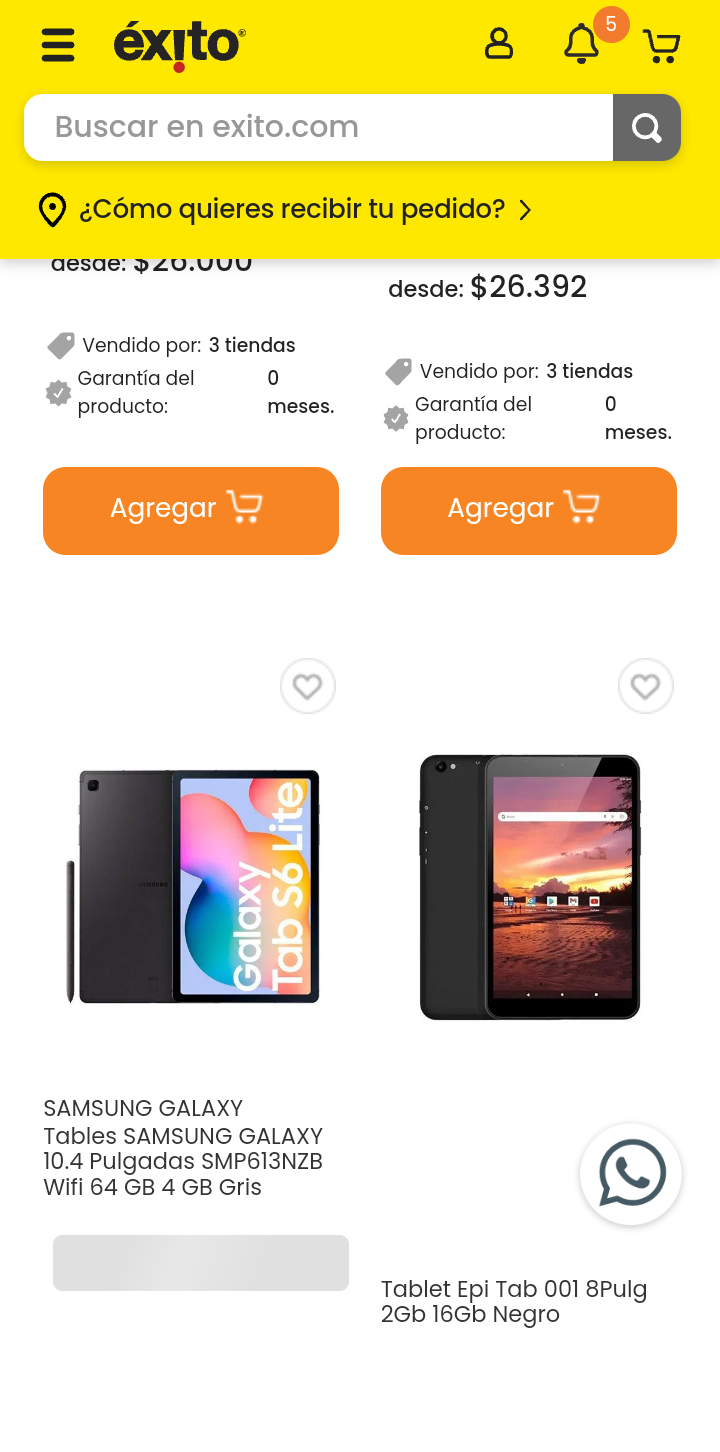 éxito®
5
Buscar en exito.com
¿Cómo quieres recibir tu pedido?
desde: $26.000
desde: $26.392
Vendido por: 3 tiendas
Garantía del producto: 0 meses.
Vendido por: 3 tiendas
Garantía del producto: 0 meses.
Agregar
Agregar
Galaxy
Tab S6 Lite
SAMSUNG
SAMSUNG GALAXY
Tables SAMSUNG GALAXY
10.4 Pulgadas SMP613NZB
Wifi 64 GB 4 GB Gris
Tablet Epi Tab 001 8Pulg
2Gb 16Gb Negro